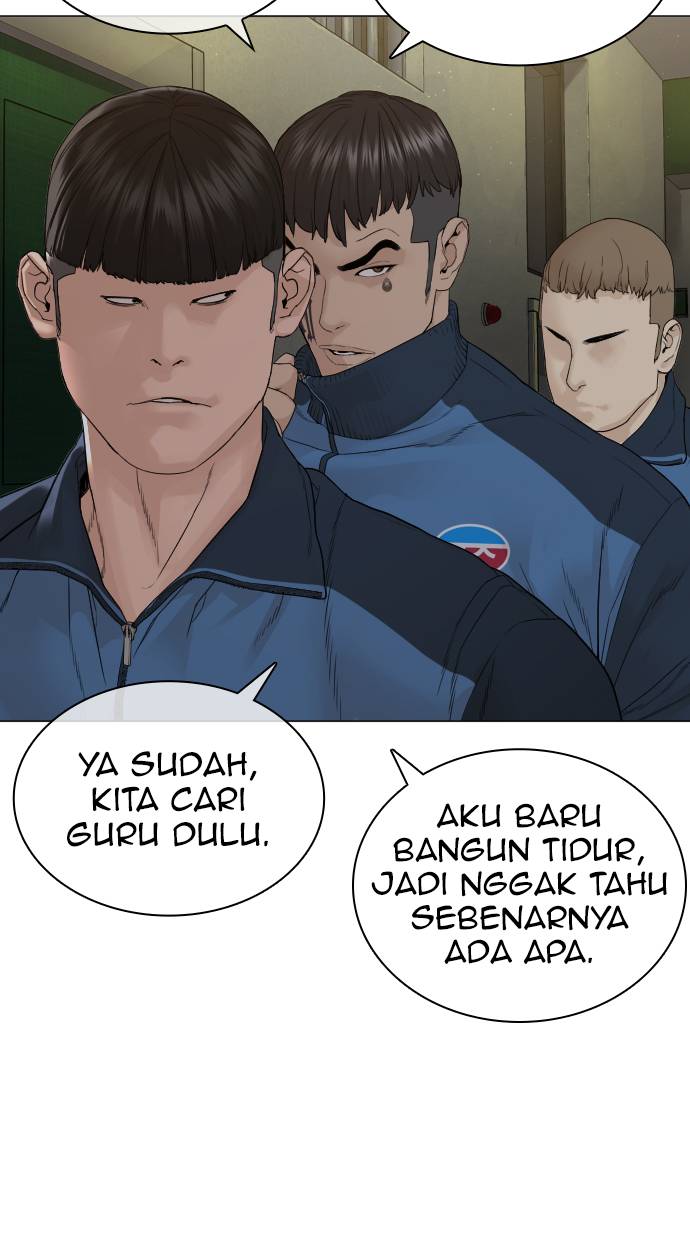 YA SUDAH,
KITA CARI
GURU DULU.
AKU BARU
BANGUN TIDUR,
JADI NGGAK TAHU
SEBENARNYA
ADA APA.